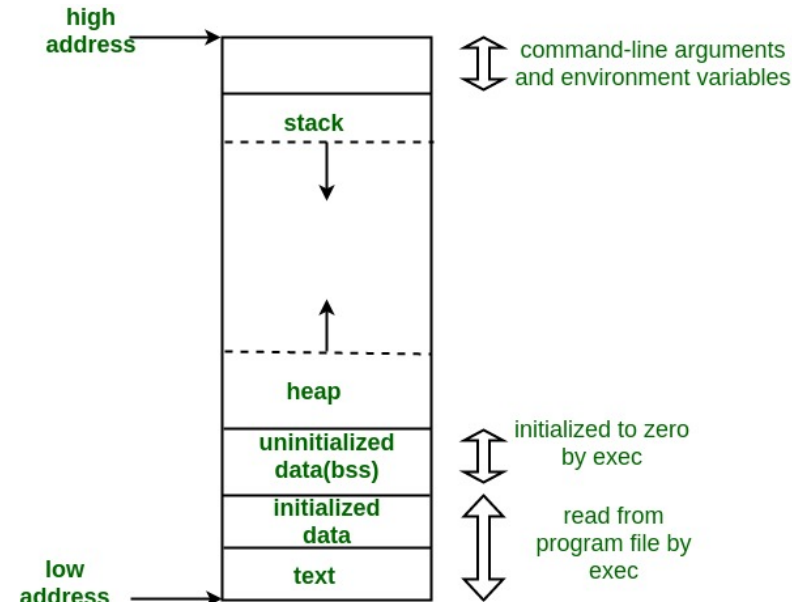 high
address
command-line arguments
and environment variables
stack
heap
uninitialized
data(bss)
initialized to zero
by exec
initialized
data
read from
program file by
exec
text
low
address